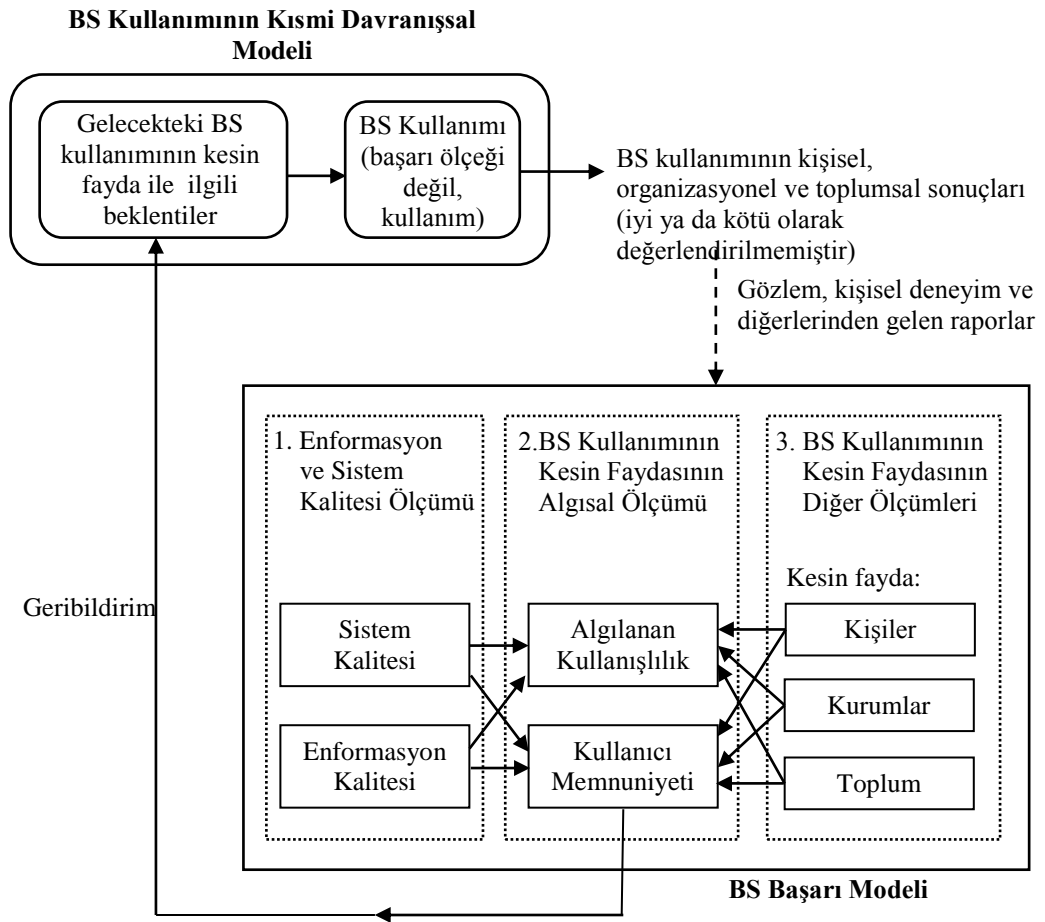 BS Kullanımının Kısmi Davranışsal
Modeli
Gelecekteki BS
kullanımının kesin
fayda ile ilgili
beklentiler
BS Kullanımı
(başarı ölçeği
değil,
kullanım)
BS kullanımının kişisel,
organizasyonel ve toplumsal sonuçları
(iyi ya da kötü olarak
değerlendirilmemiştir)
Gözlem, kişisel deneyim ve
diğerlerinden gelen raporlar
1. Enformasyon
ve Sistem
Kalitesi Ölçümü
2.BS Kullanımının
Kesin Faydasının
Algısal Ölçümü
3. BS Kullanımının
Kesin Faydasının
Diğer Ölçümleri
Kesin fayda:
Geribildirim
Sistem
Kalitesi
Algılanan
Kullanışlılık
Kişiler
Kurumlar
Enformasyon
Kalitesi
Kullanıcı
Memnuniyeti
Toplum
BS Başarı Modeli